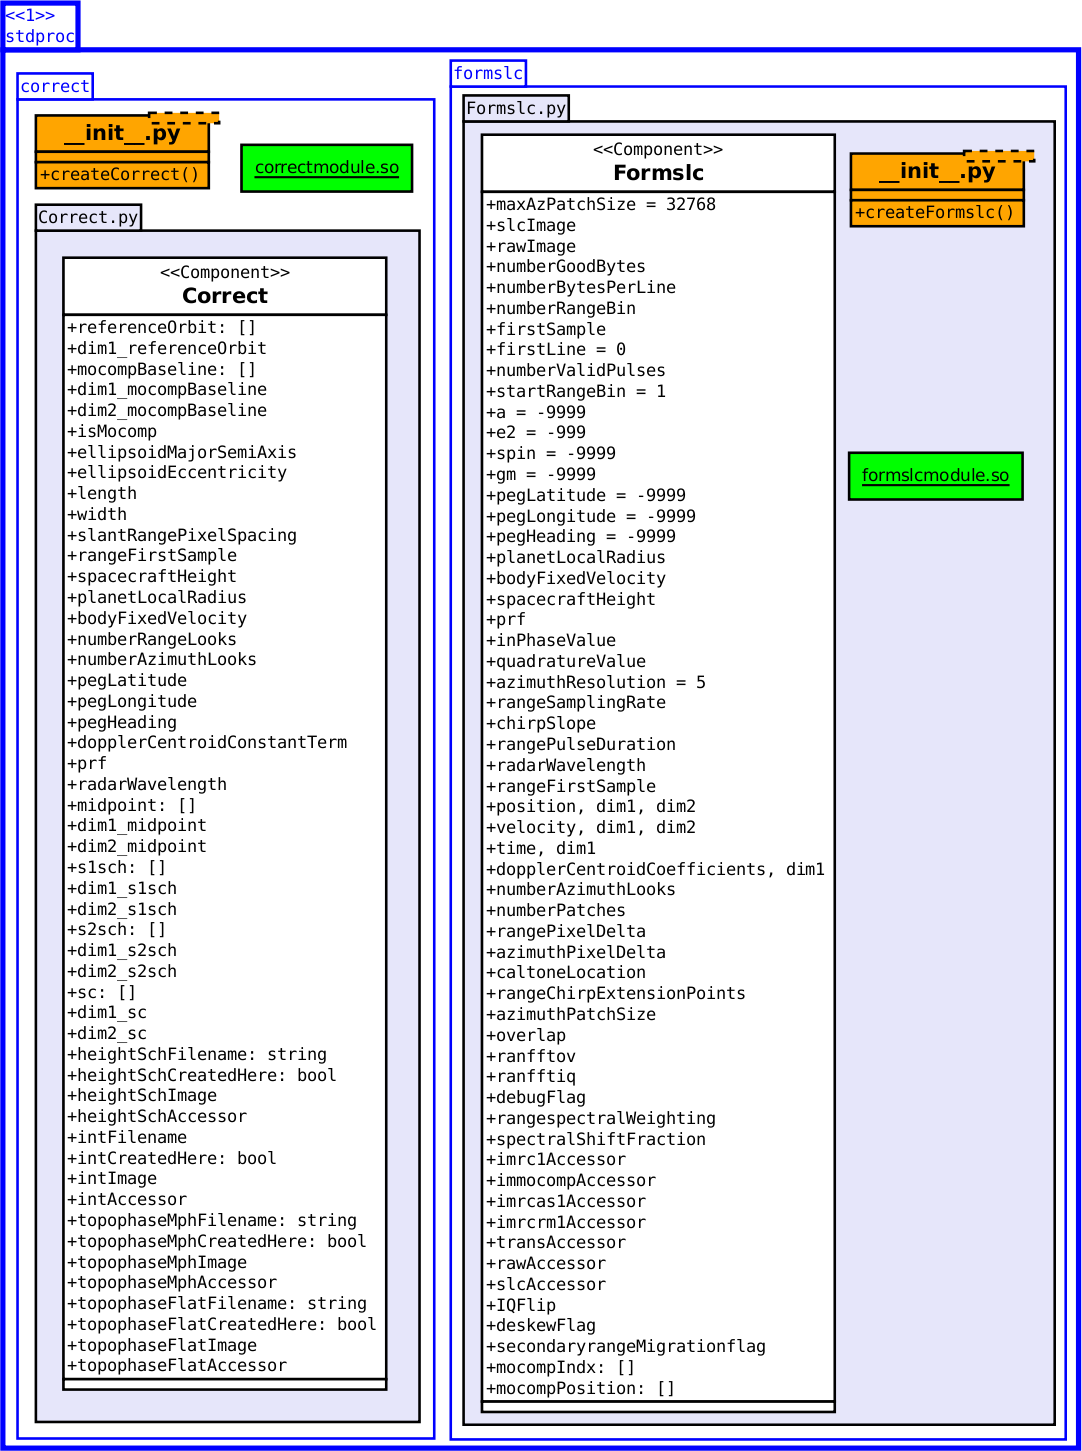 <<1>>
stdproc
correct
__init__.py
+createCorrect()
correctmodule.so
Correct.py
<<Component>>
Correct
+referenceOrbit: []
+dim1_referenceOrbit
+mocompBaseline: []
+dim1_mocompBaseline
+dim2_mocompBaseline
+isMocomp
+ellipsoidMajorSemiAxis
+ellipsoidEccentricity
+length
+width
+slantRangePixelSpacing
+rangeFirstSample
+spacecraftHeight
+planetLocalRadius
+bodyFixedVelocity
+numberRangeLooks
+numberAzimuthLooks
+pegLatitude
+pegLongitude
+pegHeading
+dopplerCentroidConstantTerm
+prf
+radarWavelength
+midpoint: []
+dim1_midpoint
+dim2_midpoint
+s1sch: []
+dim1_s1sch
+dim2_s1sch
+s2sch: []
+dim1_s2sch
+dim2_s2sch
+sc: []
+dim1_sc
+dim2_sc
+heightSchFilename: string
+heightSchCreatedHere: bool
+heightSchImage
+heightSchAccessor
+intFilename
+intCreatedHere: bool
+intImage
+intAccessor
+topophaseMphFilename: string
+topophaseMphCreatedHere: bool
+topophaseMphImage
+topophaseMphAccessor
+topophaseFlatFilename: string
+topophaseFlatCreatedHere: bool
+topophaseFlatImage
+topophaseFlatAccessor
formslc
Formslc.py
<<Component>>
Formslc
+maxAzPatchSize = 32768
+slcImage
+rawImage
+numberGoodBytes
+numberBytesPerLine
+numberRangeBin
+firstSample
+firstLine = 0
+numberValidPulses
+startRangeBin = 1
+a = -9999
+e2 = -999
+spin = -9999
+gm = -9999
+pegLatitude = -9999
+pegLongitude = -9999
+pegHeading = -9999
+planetLocalRadius
+bodyFixedVelocity
+spacecraftHeight
+prf
+inPhaseValue
+quadratureValue
+azimuthResolution = 5
+rangeSamplingRate
+chirpSlope
+rangePulseDuration
+radarWavelength
+rangeFirstSample
+position, dim1, dim2
+velocity, dim1, dim2
+time, dim1
+dopplerCentroidCoefficients, dim1
+numberAzimuthLooks
+numberPatches
+rangePixelDelta
+azimuthPixelDelta
+caltoneLocation
+rangeChirpExtensionPoints
+azimuthPatchSize
+overlap
+ranfftov
+ranfftiq
+debugFlag
+rangespectralWeighting
+spectralShiftFraction
+imrc1Accessor
+immocompAccessor
+imrcas1Accessor
+imrcrm1Accessor
+transAccessor
+rawAccessor
+slcAccessor
+IQFlip
+deskewFlag
+secondaryrangeMigrationflag
+mocompIndx: []
+mocompPosition: []
__init__.py
+createFormslc()
formslcmodule.so